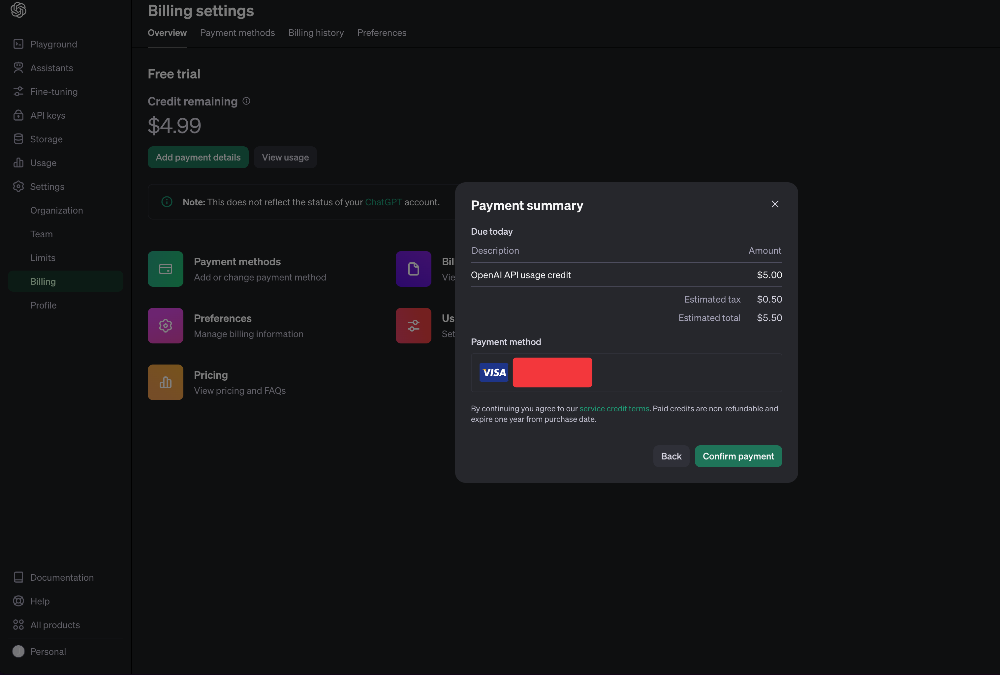 Playground
Assistants
Fine-tuning
API keys
Storage
Usage
Settings
Organization
Team
Limits
Billing
Profile
Documentation
Help
All products
Personal
Billing settings
Overview Payment methods Billing history Preferences
Free trial
Credit remaining
$4.99
Add payment details View usage
Note: This does not reflect the status of your ChatGPT account.
Payment methods
Add or change payment method
Preferences
Manage billing information
Pricing
View pricing and FAQs
Payment summary
Due today
Description Amount
OpenAI API usage credit $5.00
Estimated tax $0.50
Estimated total $5.50
Payment method
VISA
By continuing you agree to our service credit terms. Paid credits are non-refundable and
expire one year from purchase date.
Back Confirm payment